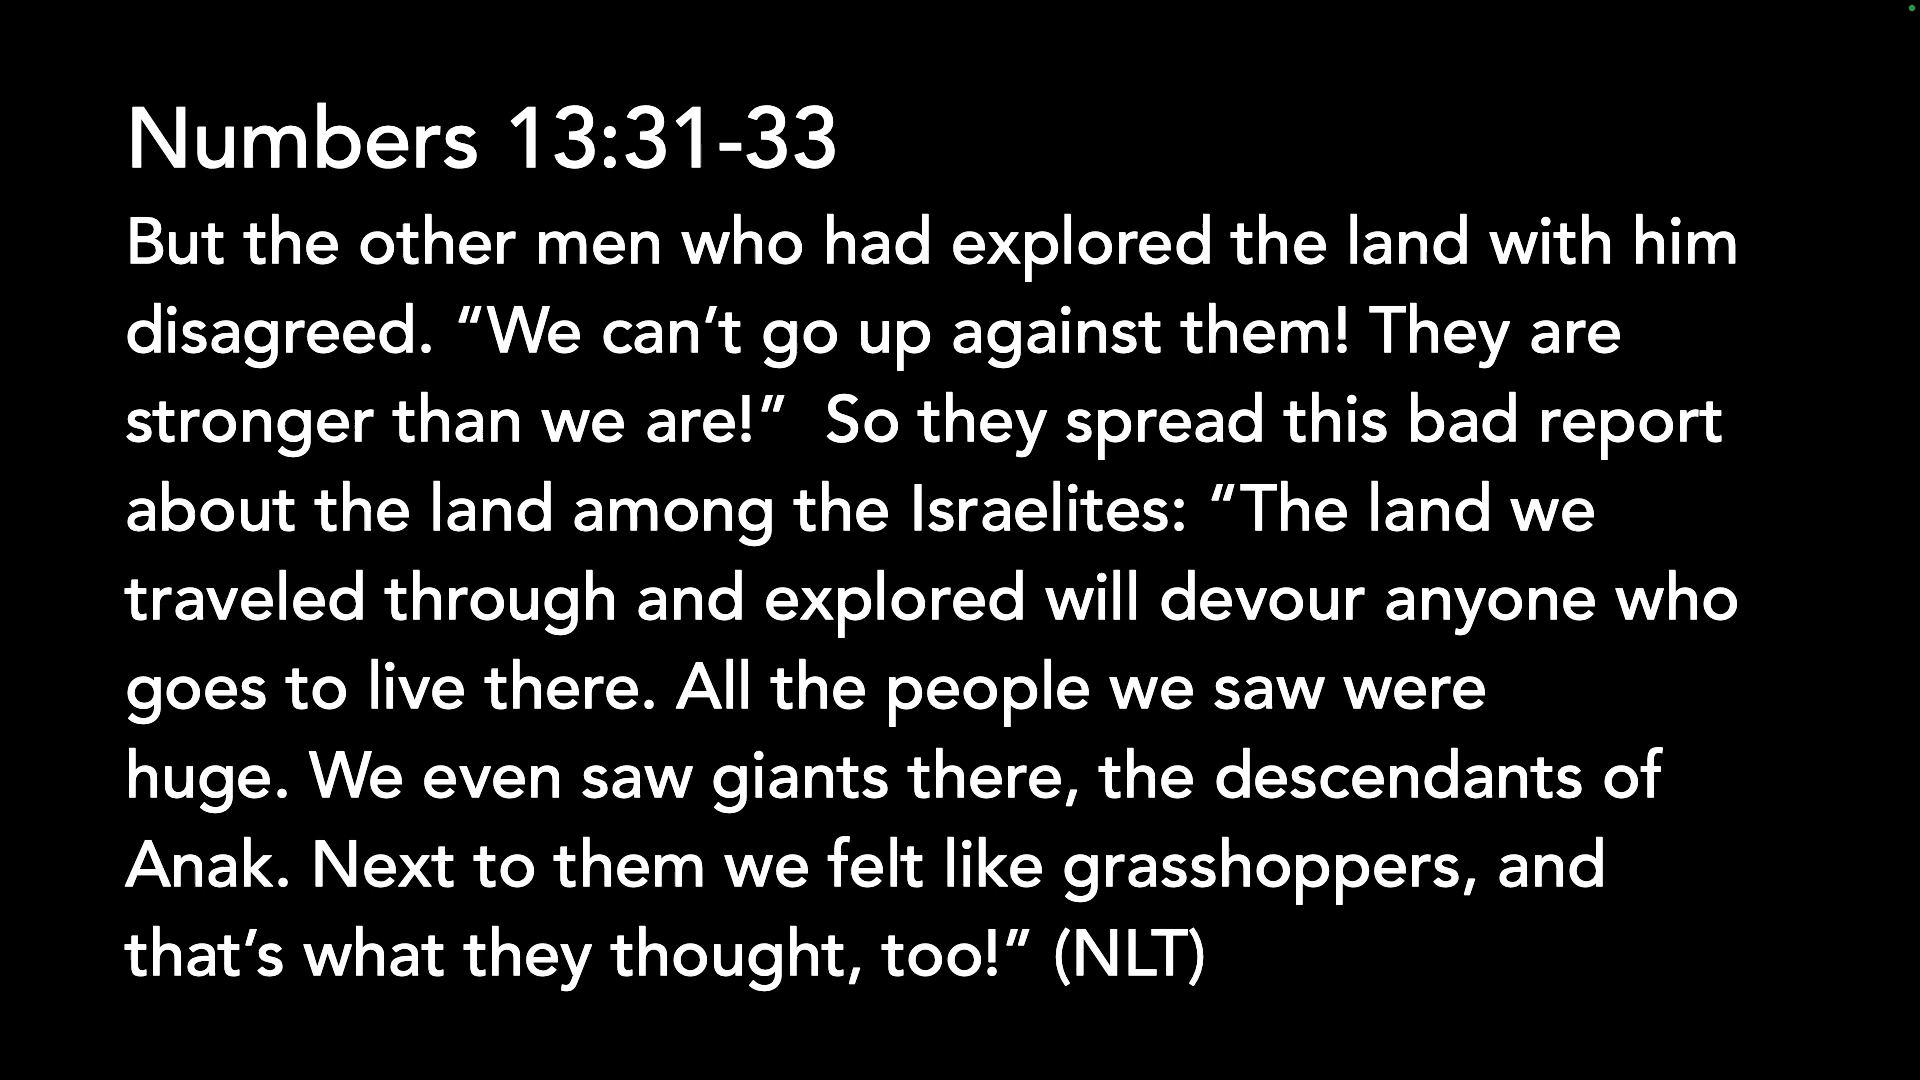 Numbers 13:31-33
But the other men who had explored the land with him
disagreed. “We can’t go up against them! They are
stronger than we are!”  So they spread this bad report
about the land among the Israelites: “The land we
traveled through and explored will devour anyone who
goes to live there. All the people we saw were
huge. We even saw giants there, the descendants of
Anak. Next to them we felt like grasshoppers, and
that’s what they thought, too!” (NLT)